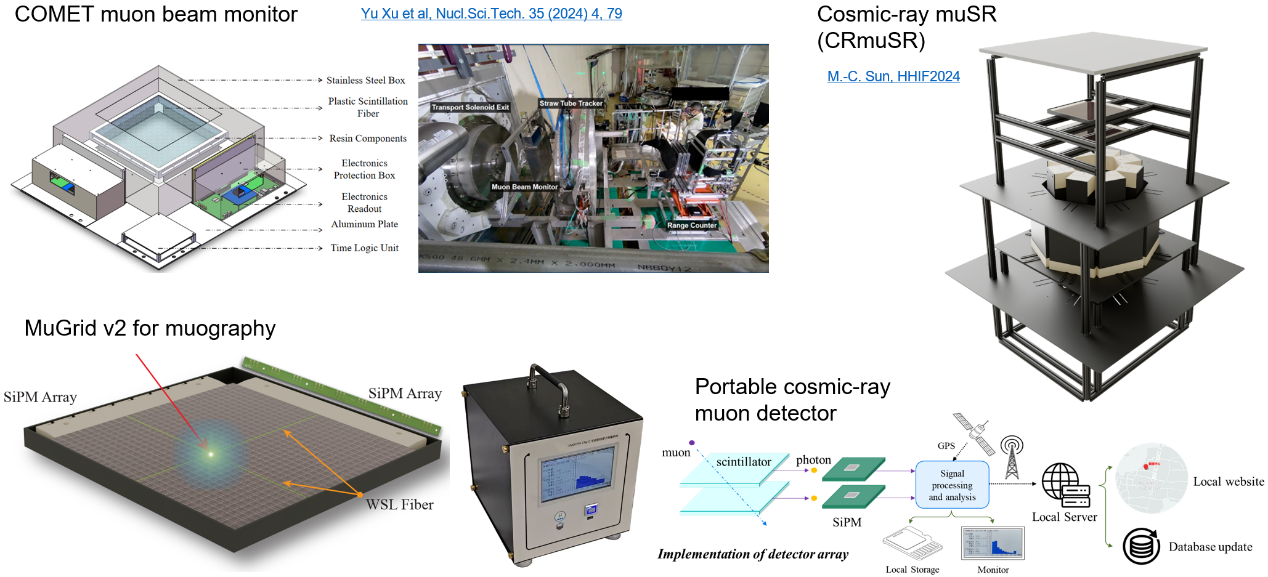 COMET muon beam monitor
Yu Xu et al, Nucl.Sci.Tech. 35 (2024) 4, 79
Stainless Steel Box
Plastic Scintillation
Fiber
Resin Components
Electronics
Protection Box
Electronics
Readout
Aluminum Plate
Time Logic Unit
Transport Solenoid Exit
Straw Tube Tracker
Muon Beam Monitor
Range Counter
Cosmic-ray muSR
(CRmuSR)
M.-C. Sun, HHIF2024
MuGrid v2 for muography
SiPM Array
SiPM Array
WSL Fiber
Portable cosmic-ray
muon detector
muon
scintillator
photon
SiPM
GPS
Signal
processing
and analysis
Local Server
Local website
Database update
Local Storage
Monitor
Implementation of detector array